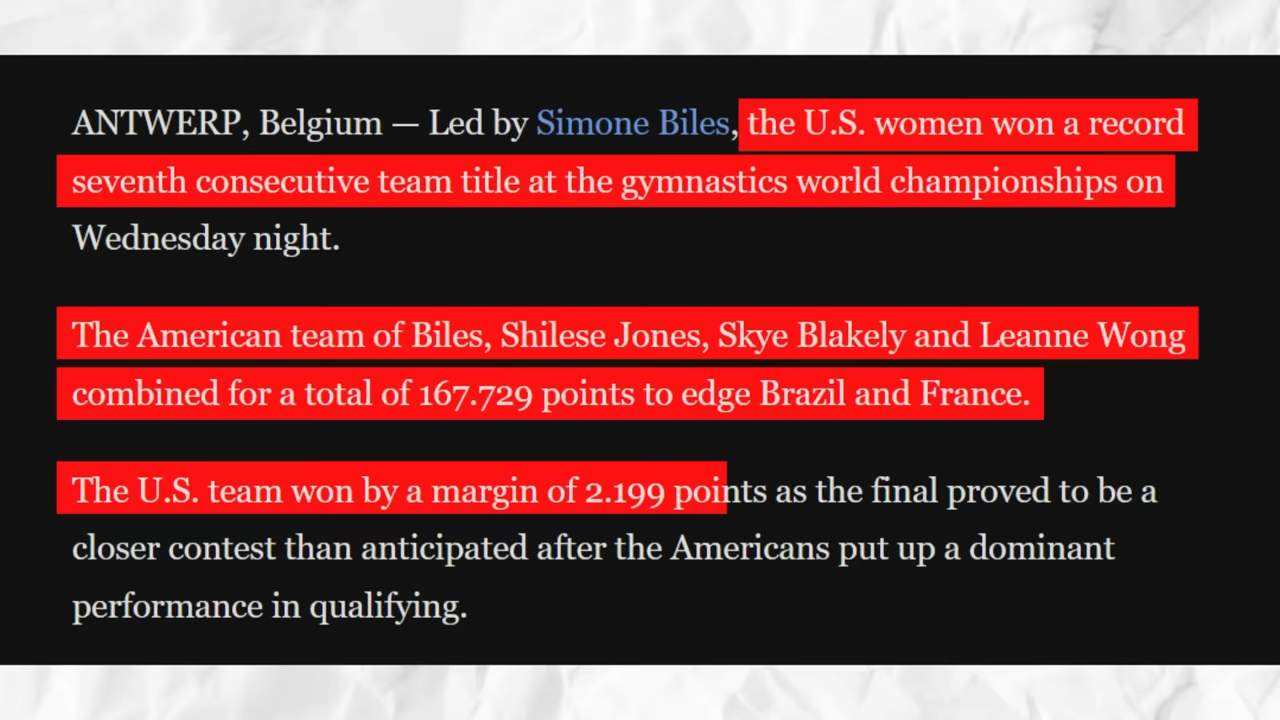 ANTWERP, Belgium — Led by Simone Biles, the U.S. women won a record
seventh consecutive team title at the gymnastics world championships on
Wednesday night.
The American team of Biles, Shilese Jones, Skye Blakely and Leanne Wong
combined for a total of 167.729 points to edge Brazil and France.
The U.S. team won by a margin of 2.199 points as the final proved to be a
closer contest than anticipated after the Americans put up a dominant
performance in qualifying.